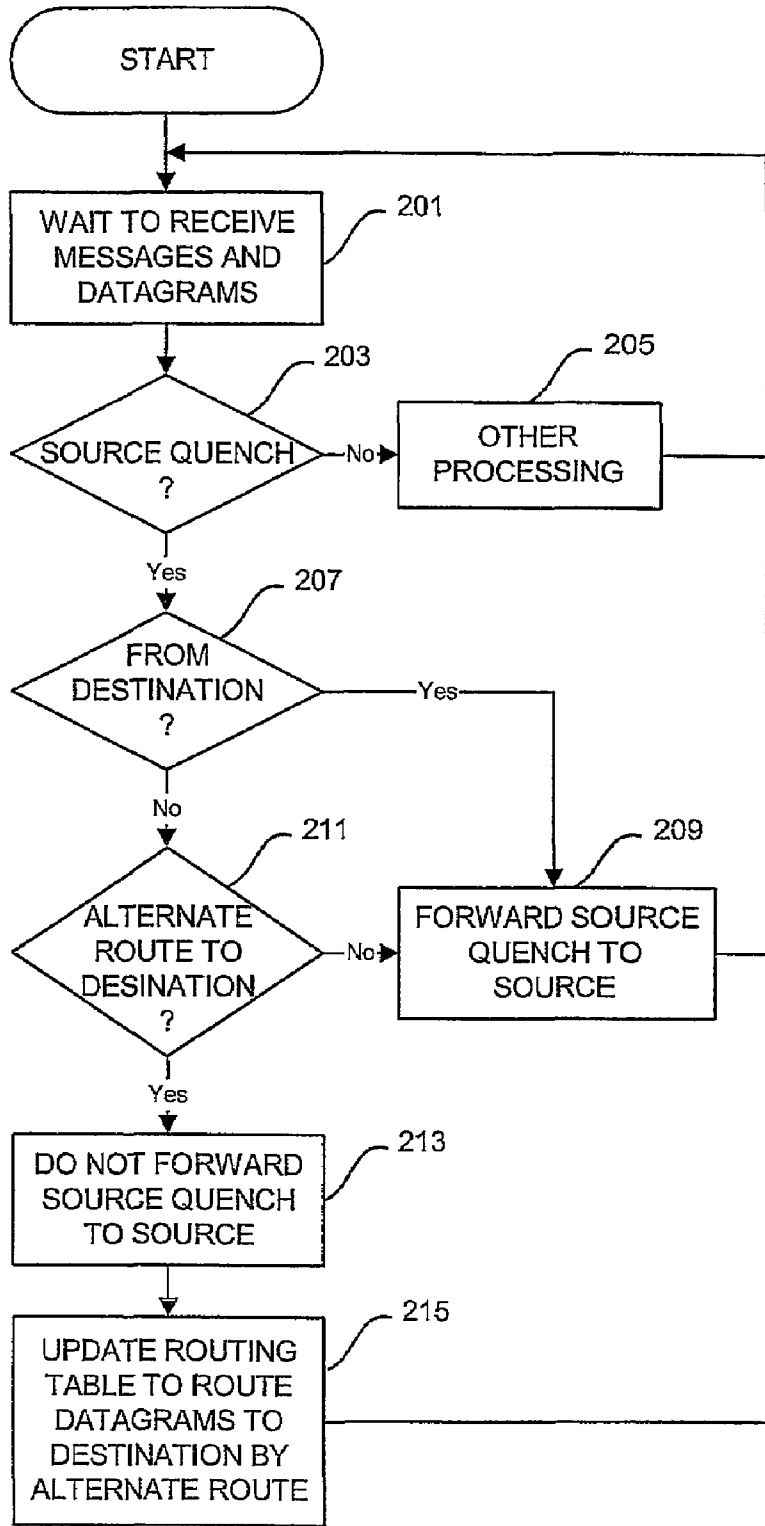 START
WAIT TO RECEIVE
MESSAGES AND
DATAGRAMS
201
203
SOURCE QUENCH
?
No
205
OTHER
PROCESSING
Yes
207
FROM
DESTINATION
?
Yes
No
211
ALTERNATE
ROUTE TO
DESINATION
?
No
209
FORWARD SOURCE
QUENCH TO
SOURCE
Yes
213
DO NOT FORWARD
SOURCE QUENCH
TO SOURCE
215
UPDATE ROUTING
TABLE TO ROUTE
DATAGRAMS TO
DESTINATION BY
ALTERNATE ROUTE